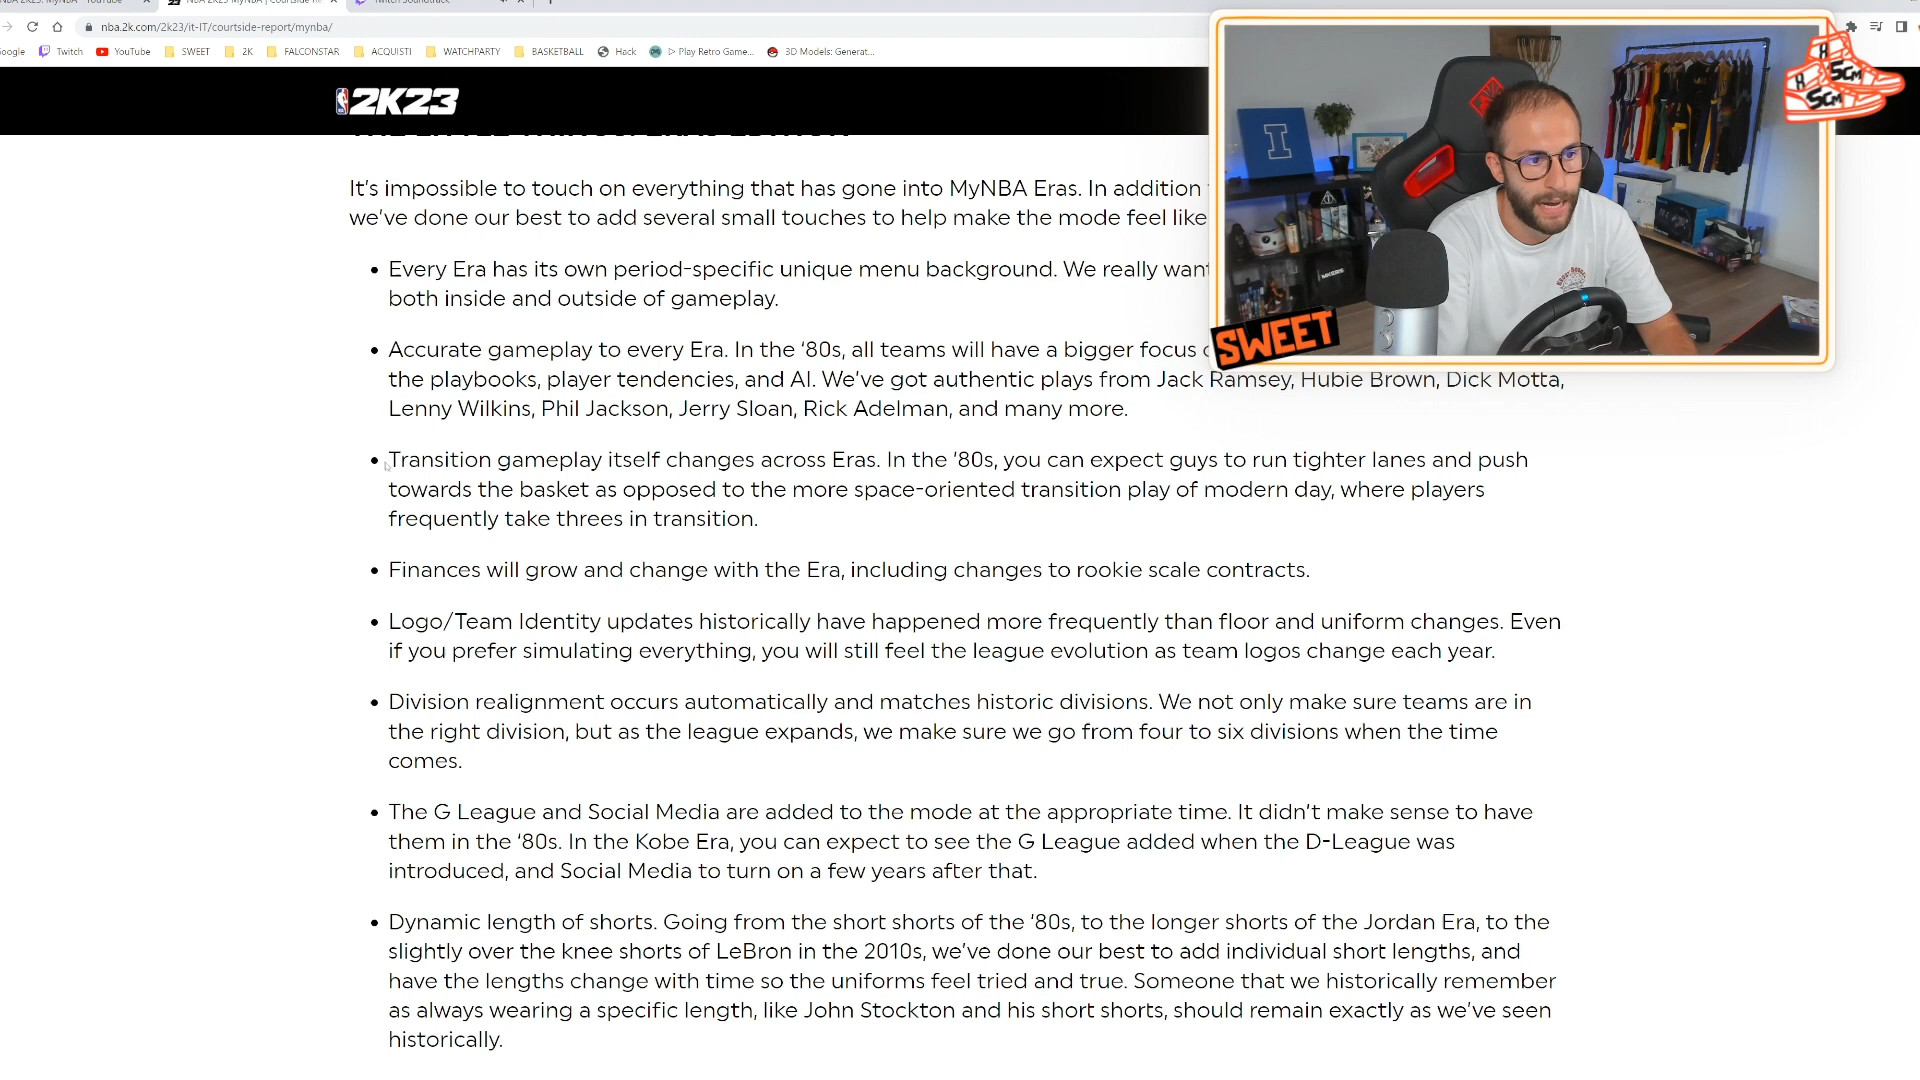 NBA 2K23: MyNBA - YouTube
NBA 2K23 MyNBA | Courtside Re
Twitch Soundtrack
nba.2k.com/2k23/it-IT/courtside-report/mynba/
oogle Twitch YouTube SWEET 2K FALCONSTAR ACQUISTI WATCHPARTY BASKETBALL Hack ▷ Play Retro Game... 3D Models: Generat...
2K23
It’s impossible to touch on everything that has gone into MyNBA Eras. In addition
we’ve done our best to add several small touches to help make the mode feel like
• Every Era has its own period-specific unique menu background. We really want
both inside and outside of gameplay.
• Accurate gameplay to every Era. In the ‘80s, all teams will have a bigger focus
the playbooks, player tendencies, and AI. We’ve got authentic plays from Jack Ramsey, Hubie Brown, Dick Motta,
Lenny Wilkins, Phil Jackson, Jerry Sloan, Rick Adelman, and many more.
• Transition gameplay itself changes across Eras. In the ‘80s, you can expect guys to run tighter lanes and push
towards the basket as opposed to the more space-oriented transition play of modern day, where players
frequently take threes in transition.
• Finances will grow and change with the Era, including changes to rookie scale contracts.
• Logo/Team Identity updates historically have happened more frequently than floor and uniform changes. Even
if you prefer simulating everything, you will still feel the league evolution as team logos change each year.
• Division realignment occurs automatically and matches historic divisions. We not only make sure teams are in
the right division, but as the league expands, we make sure we go from four to six divisions when the time
comes.
• The G League and Social Media are added to the mode at the appropriate time. It didn’t make sense to have
them in the ‘80s. In the Kobe Era, you can expect to see the G League added when the D-League was
introduced, and Social Media to turn on a few years after that.
• Dynamic length of shorts. Going from the short shorts of the ‘80s, to the longer shorts of the Jordan Era, to the
slightly over the knee shorts of LeBron in the 2010s, we’ve done our best to add individual short lengths, and
have the lengths change with time so the uniforms feel tried and true. Someone that we historically remember
as always wearing a specific length, like John Stockton and his short shorts, should remain exactly as we’ve seen
historically.
SWEET
SCM
SCM